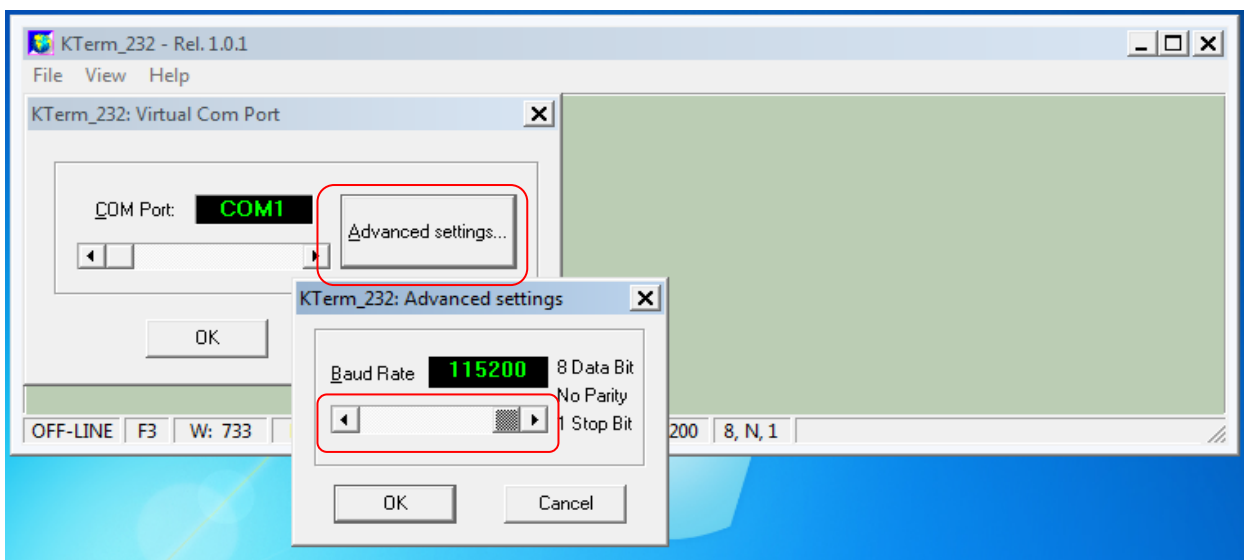 KTerm_232 - Rel. 1.0.1
File View Help
KTerm_232: Virtual Com Port
COM Port: COM1
Advanced settings...
OK
KTerm_232: Advanced settings
Baud Rate 115200
8 Data Bit
No Parity
1 Stop Bit
OK Cancel
OFF-LINE F3 W: 733 200 8, N, 1